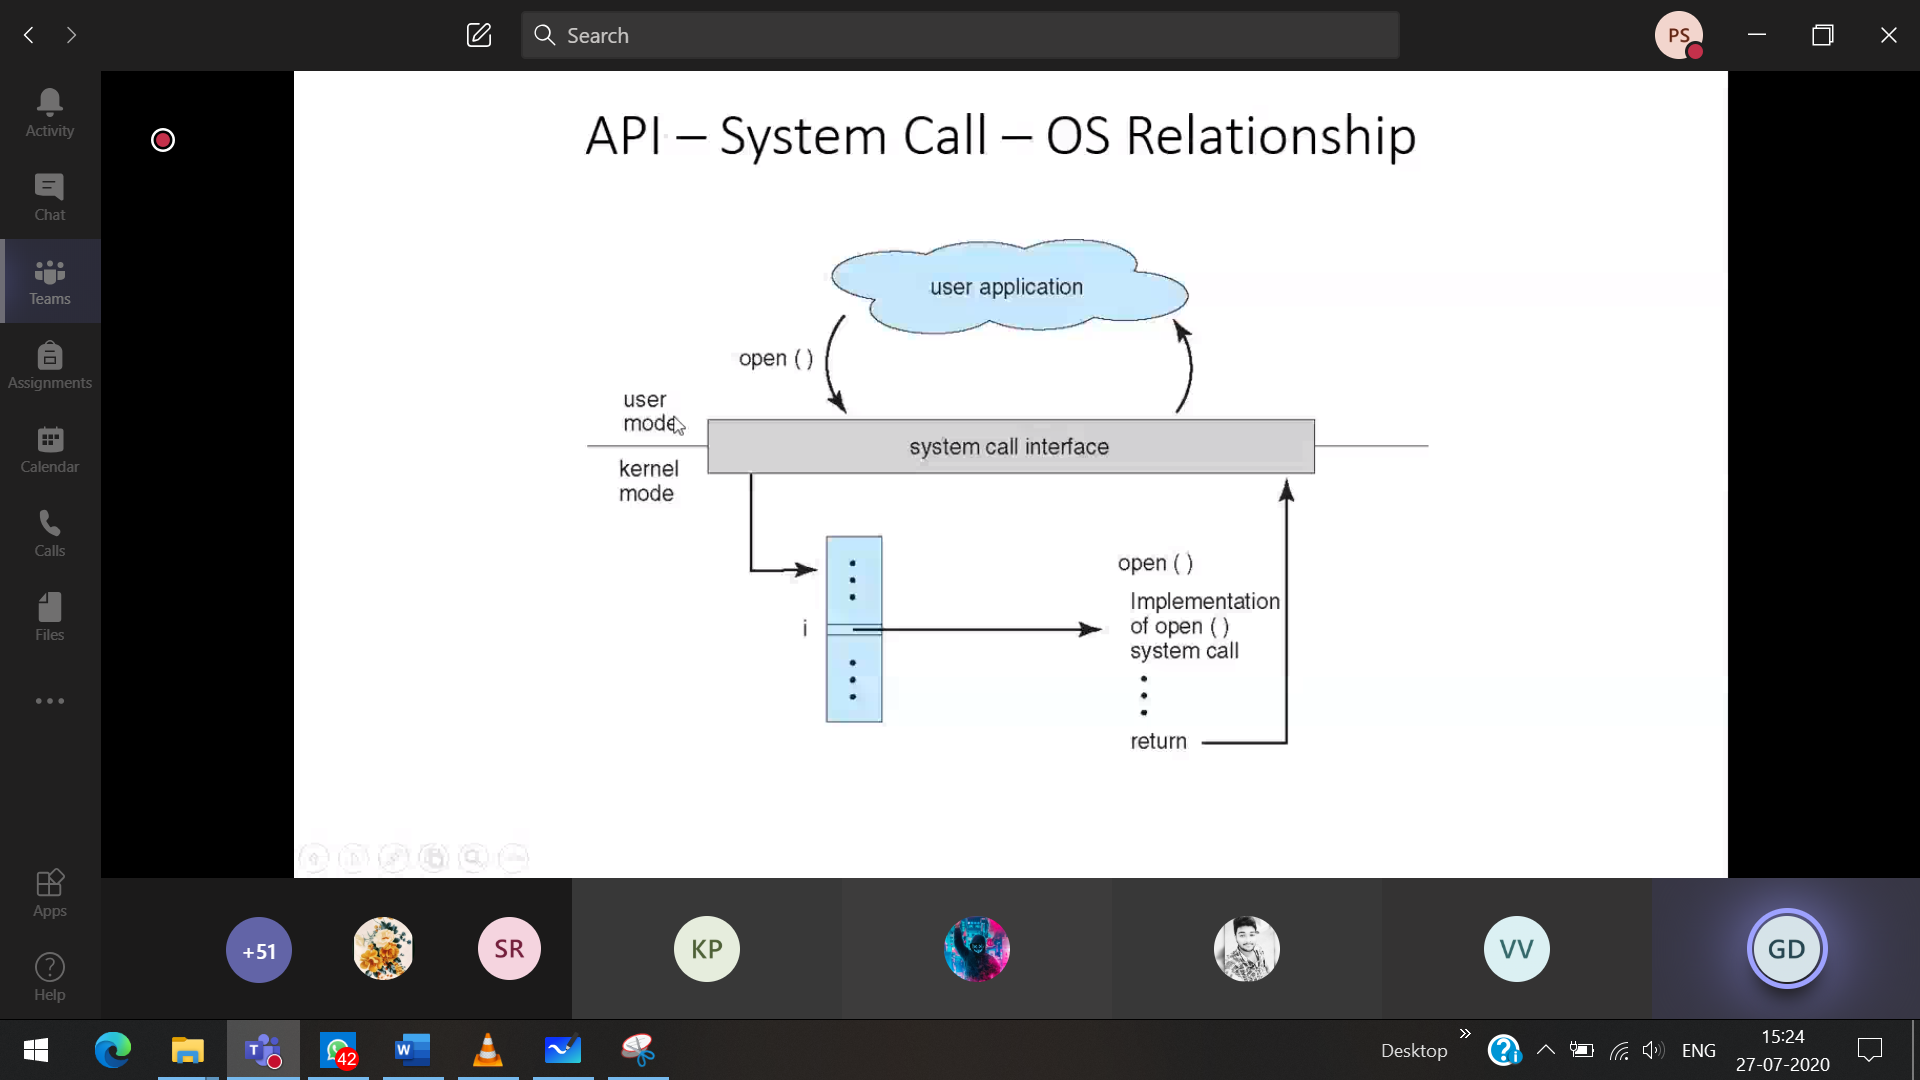 Search
PS
Activity
Chat
Teams
Assignments
Calendar
Calls
Files
Apps
Help
API – System Call – OS Relationship
user application
open ( )
user
mode
system call interface
kernel
mode
i
open ( )
Implementation
of open ( )
system call
return
+51
SR
KP
VV
GD
T
42
W
Desktop
ENG
15:24
27-07-2020